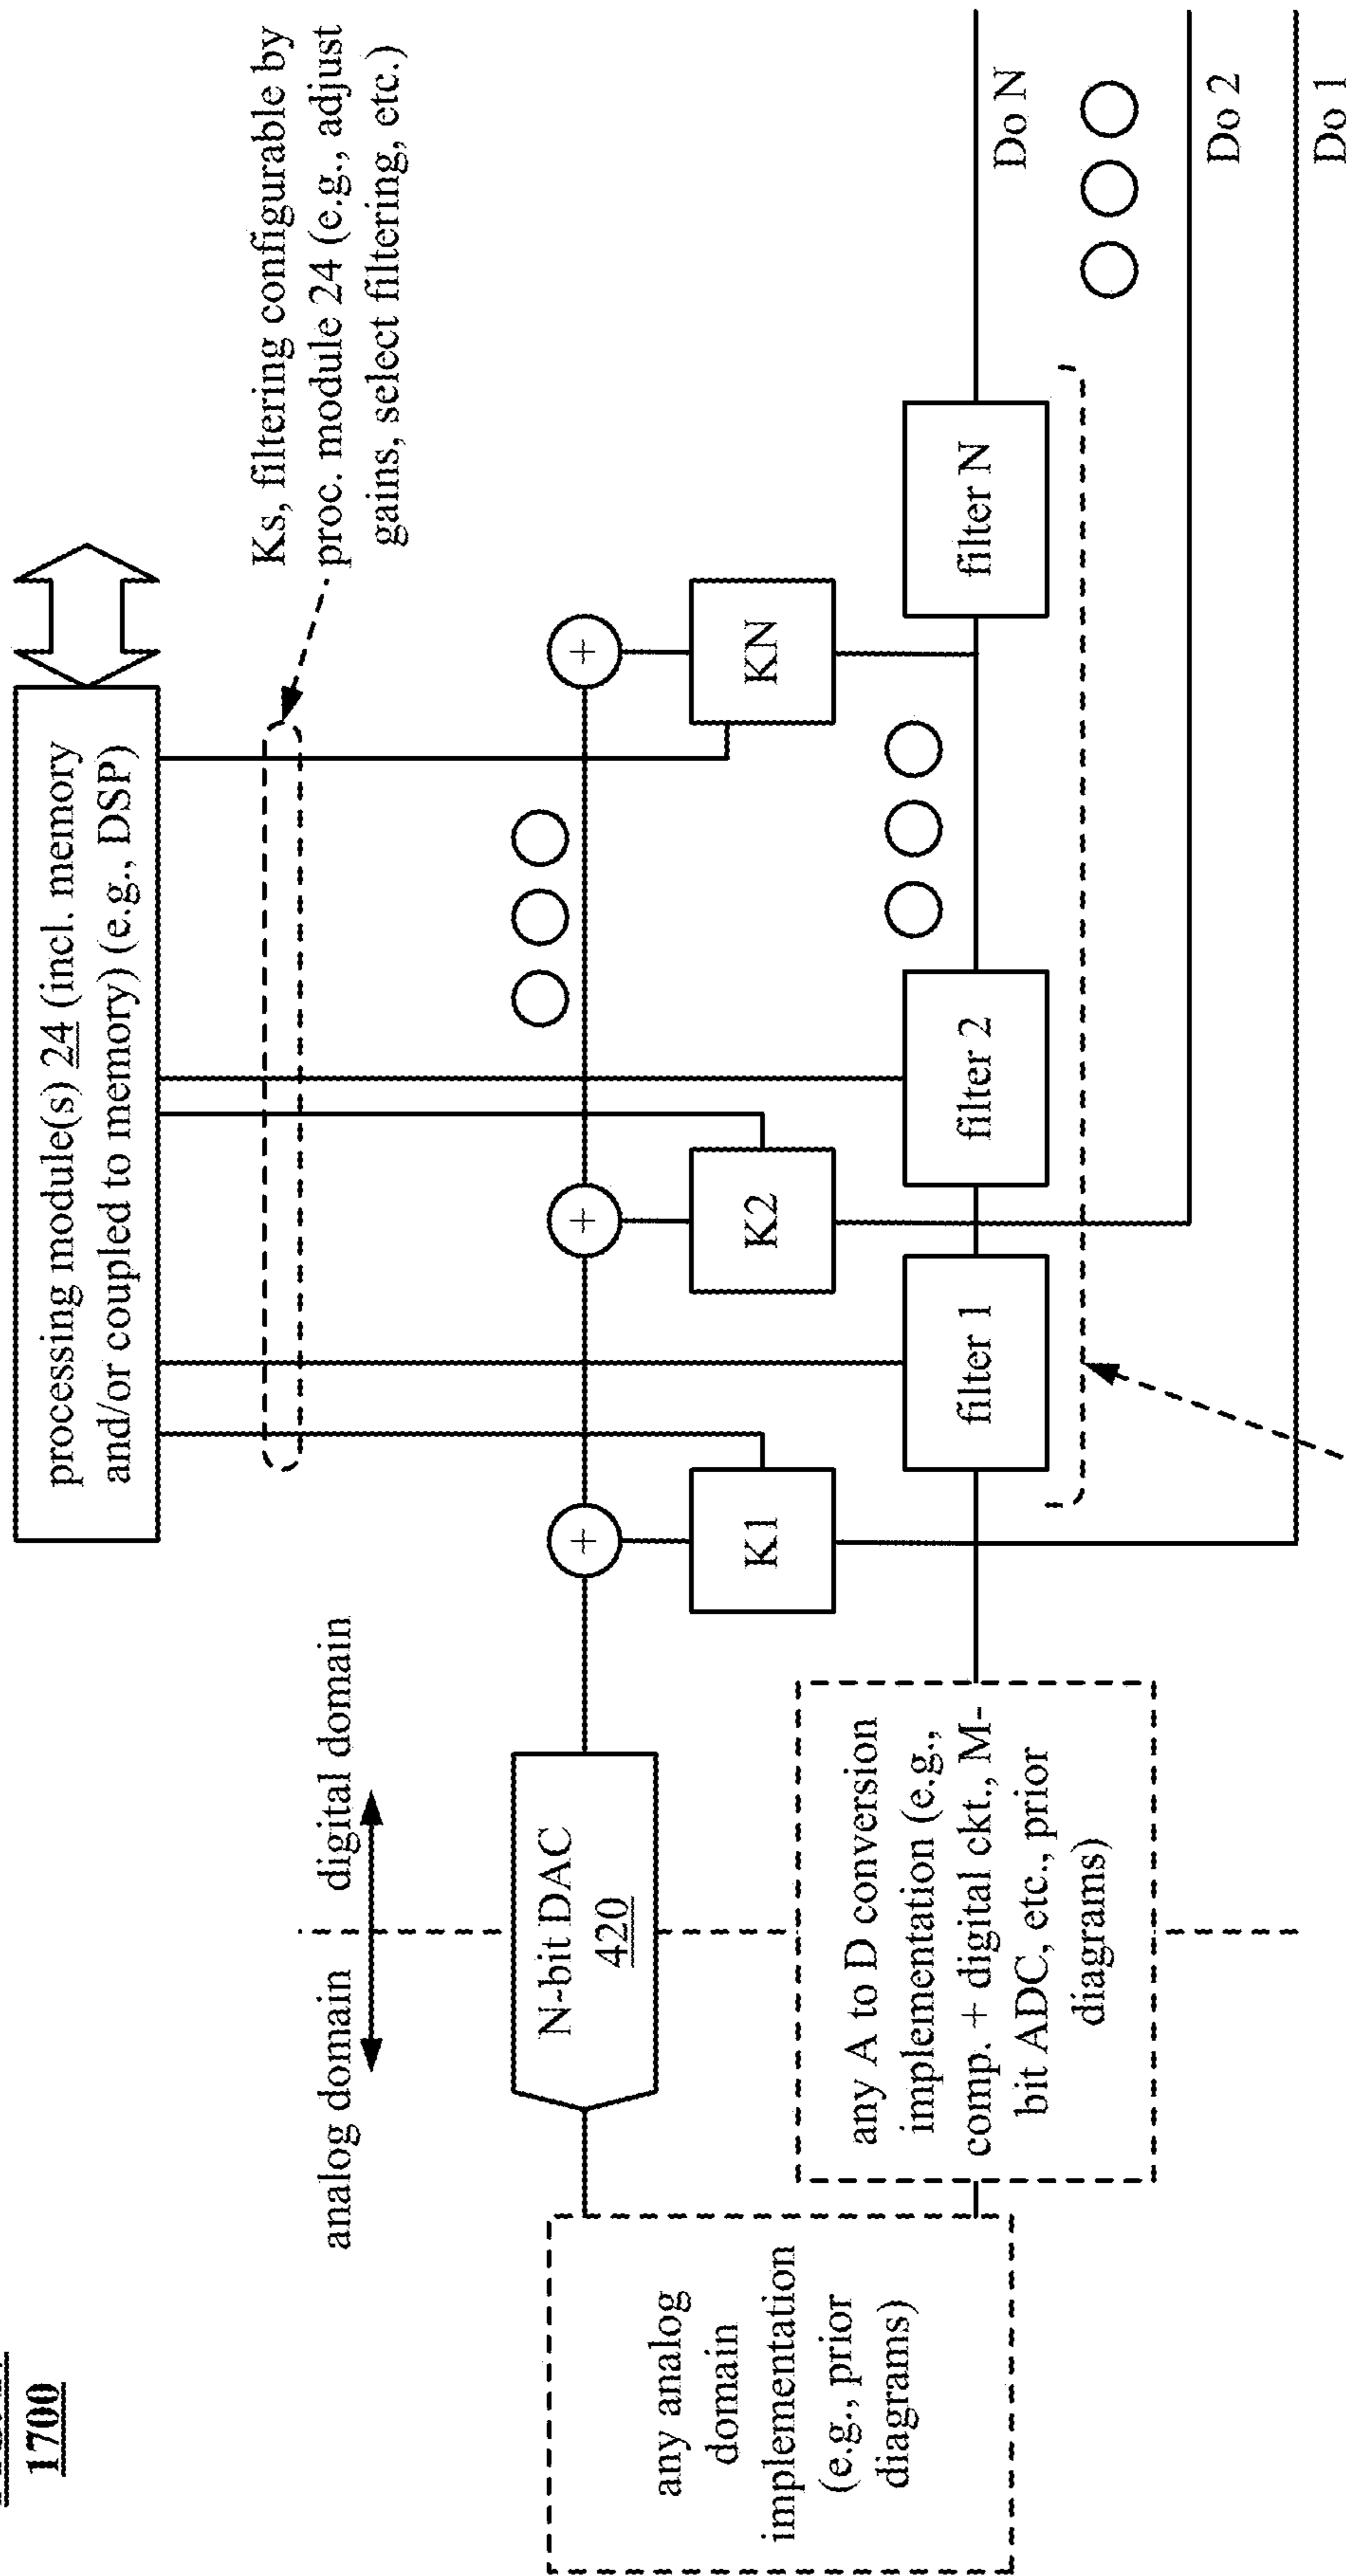 1700
processing module(s) 24 (incl. memory
and/or coupled to memory) (e.g., DSP)
Ks, filtering configurable by
proc. module 24 (e.g., adjust
gains, select filtering, etc.)
analog domain
digital domain
N-bit DAC
420
+
+
+
K1
K2
KN
any analog
domain
implementation
(e.g., prior
diagrams)
any A to D conversion
implementation (e.g.,
comp. + digital ckt., M-
bit ADC, etc., prior
diagrams)
filter 1
filter 2
filter N
Do N
Do 2
Do 1